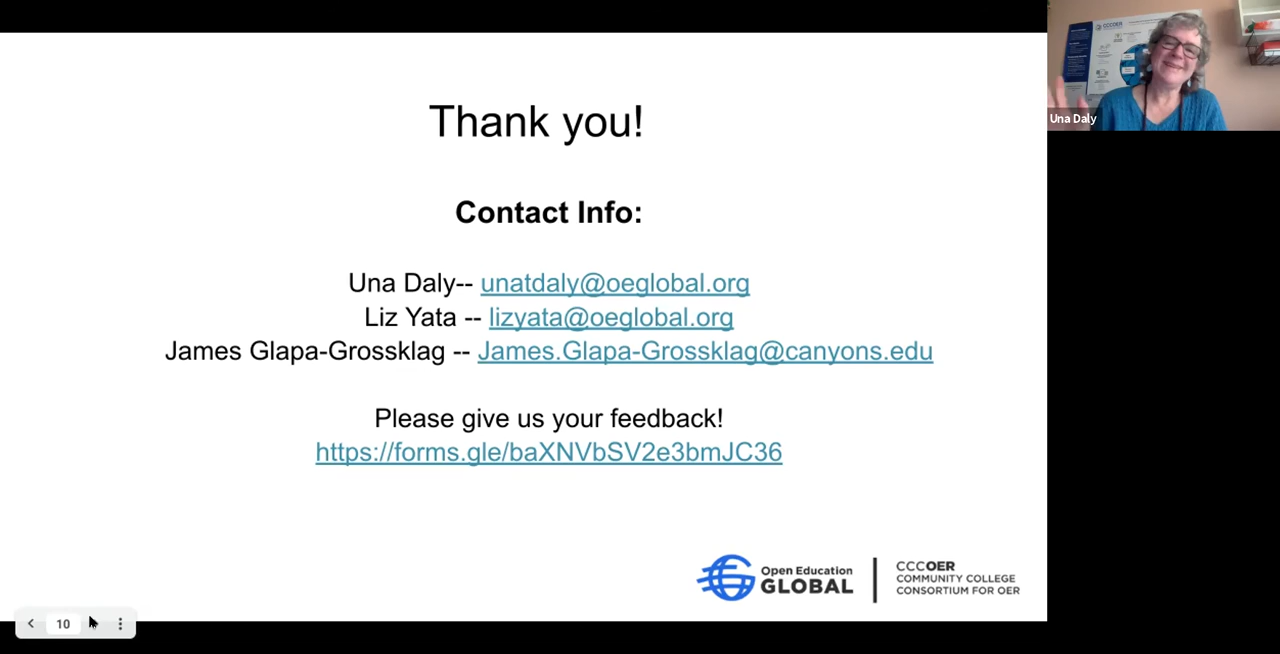 Thank you!
Contact Info:
Una Daly-- unatdaly@oeglobal.org
Liz Yata -- lizyata@oeglobal.org
James Glapa-Grossklag -- James.Glapa-Grossklag@canyons.edu
Please give us your feedback!
https://forms.gle/baXNVbSV2e3bmJC36
Open Education
GLOBAL
CCCOER
COMMUNITY COLLEGE
CONSORTIUM FOR OER
10
CCCOER
Una Daly